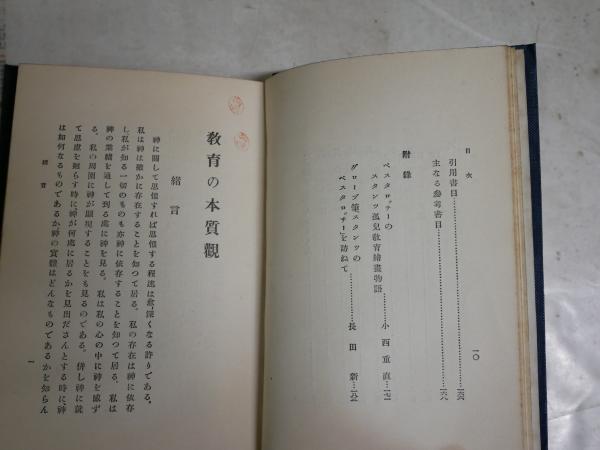 目次
引用書目
主なる參考書目
附錄
ペスタロッチーの
スタンツ孤兒教育繪畫物語
小西重直
グローブ筆スタンツの
ペスタロッチーを訪ねて
長田新
一〇
教育の本質觀
緒言
神に關して思惟すれば思惟する程迷は愈〻深くなる許りである。
私は神は確かに存在することを知つて居る。私の存在は神に依存
し、私が知る一切のものも亦神に依存することを知つて居る。私は
神の業績を通して到る處に神を見る。私は私の心の中に神を感ず
る。私の周圍に神が顯現することをも見るのである。併し神に就
て思慮を廻らす時に、神が何處に居るかを見出ださんとする時に、神
は如何なるものであるか神の實體はどんなものであるかを知らん
緒言
一